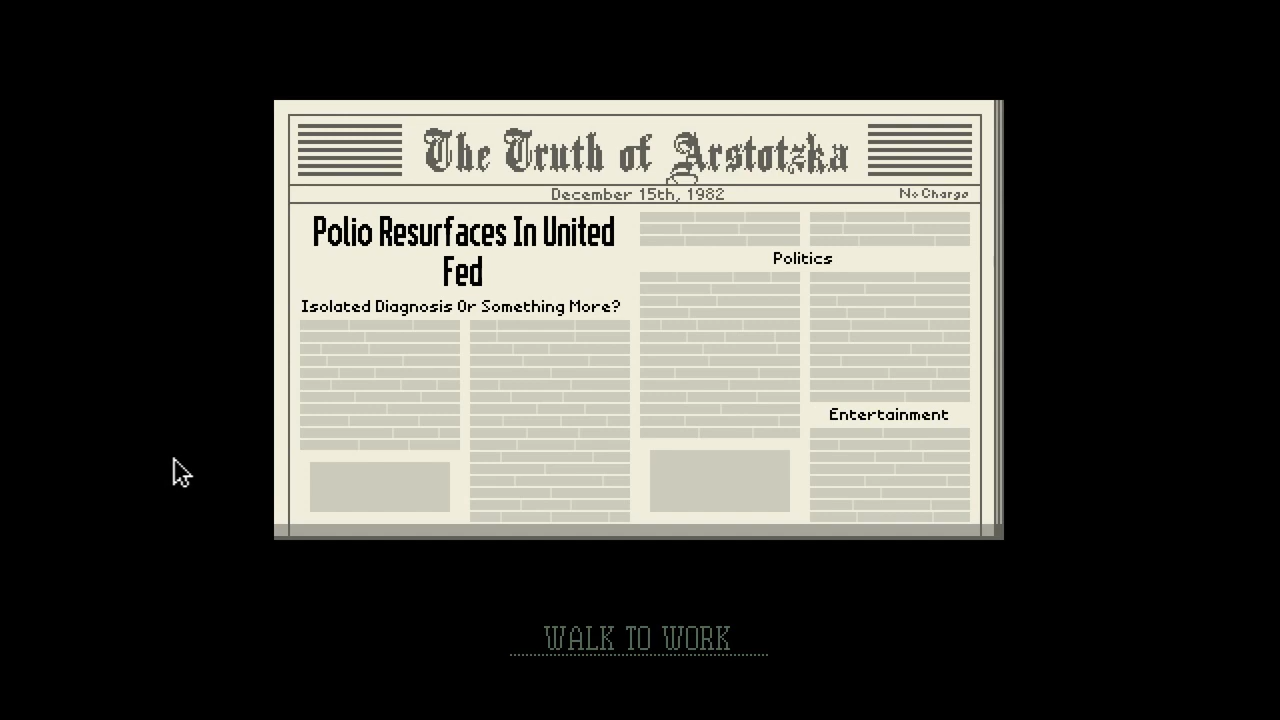 The Truth of Arstotzka
December 15th, 1982
No Charge
Polio Resurfaces In United
Fed
Isolated Diagnosis Or Something More?
Politics
Entertainment
WALK TO WORK